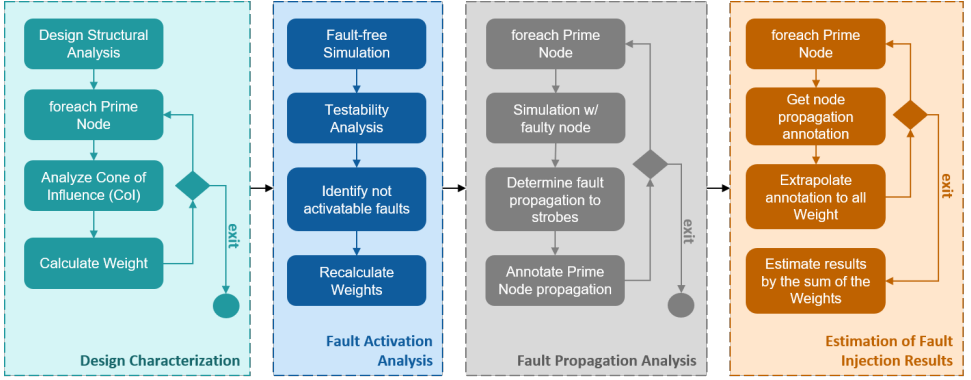 Design Structural
Analysis
foreach Prime
Node
Analyze Cone of
Influence (CoI)
Calculate Weight
exit
Design Characterization
Fault-free
Simulation
Testability
Analysis
Identify not
activatable faults
Recalculate
Weights
Fault Activation
Analysis
foreach Prime
Node
Simulation w/
faulty node
Determine fault
propagation to
strobes
Annotate Prime
Node propagation
exit
Fault Propagation Analysis
foreach Prime
Node
Get node
propagation
annotation
Extrapolate
annotation to all
Weight
Estimate results
by the sum of the
Weights
exit
Estimation of Fault
Injection Results